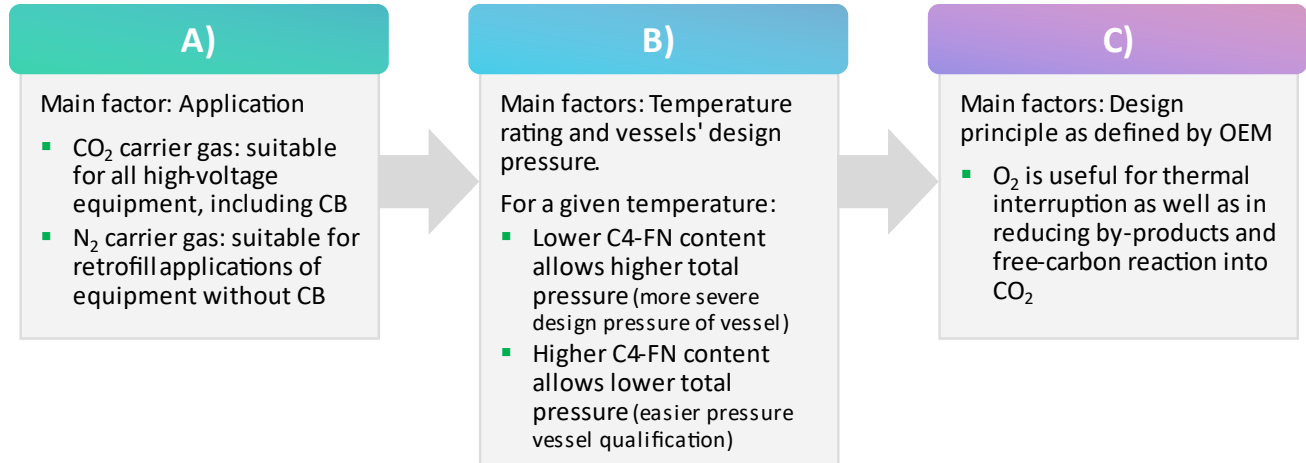 A)
Main factor: Application
▪ CO₂ carrier gas: suitable
for all high-voltage
equipment, including CB
▪ N₂ carrier gas: suitable for
retrofill applications of
equipment without CB
B)
Main factors: Temperature
rating and vessels' design
pressure.
For a given temperature:
▪ Lower C4-FN content
allows higher total
pressure (more severe
design pressure of vessel)
▪ Higher C4-FN content
allows lower total
pressure (easier pressure
vessel qualification)
C)
Main factors: Design
principle as defined by OEM
▪ O₂ is useful for thermal
interruption as well as in
reducing by-products and
free-carbon reaction into
CO₂